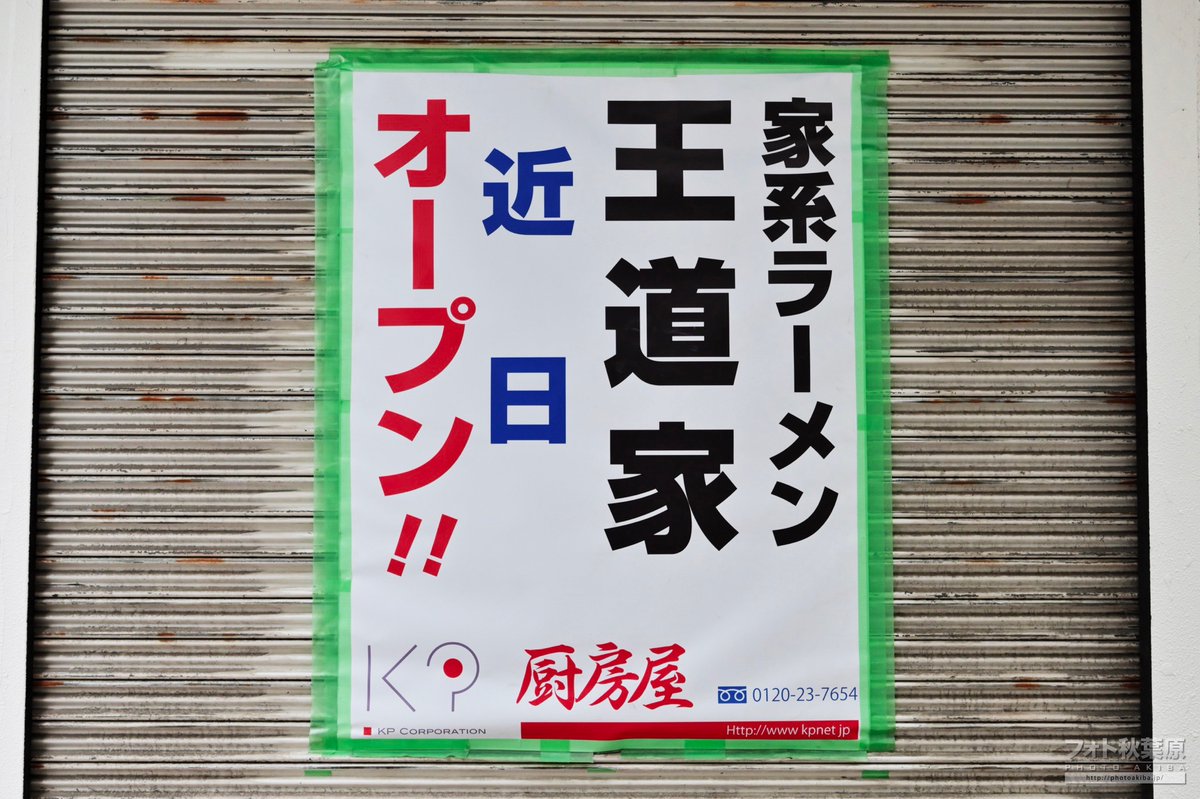 家系ラーメン
王道家
近日
オープン!!
KP
KP CORPORATION
厨房屋
0120-23-7654
Http://www.kpnet.jp
フォト秋葉原
PHOTO AKIBA
http://photoakiba.jp/